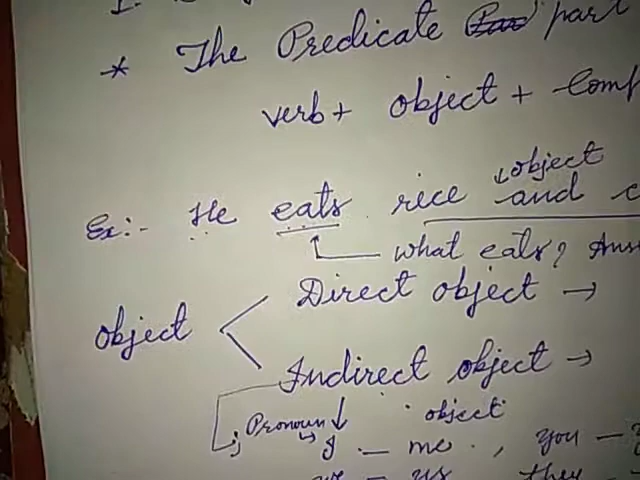 * The Predicate part
verb + object + Comp
object
Ex:- He eats rice and c
what eats? Ans
Direct object →
object
Indirect object →
object
Pronoun
I — me , you —
us they —